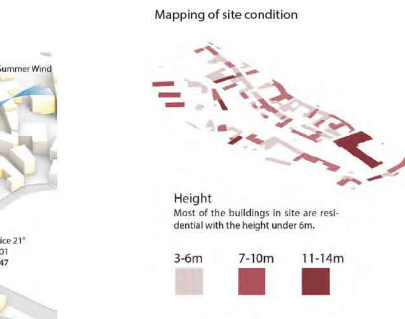 Mapping of site condition
Summer Wind
Height
Most of the buildings in site are resi-
dential with the height under 6m.
ice 21°
01
47
3-6m 7-10m 11-14m